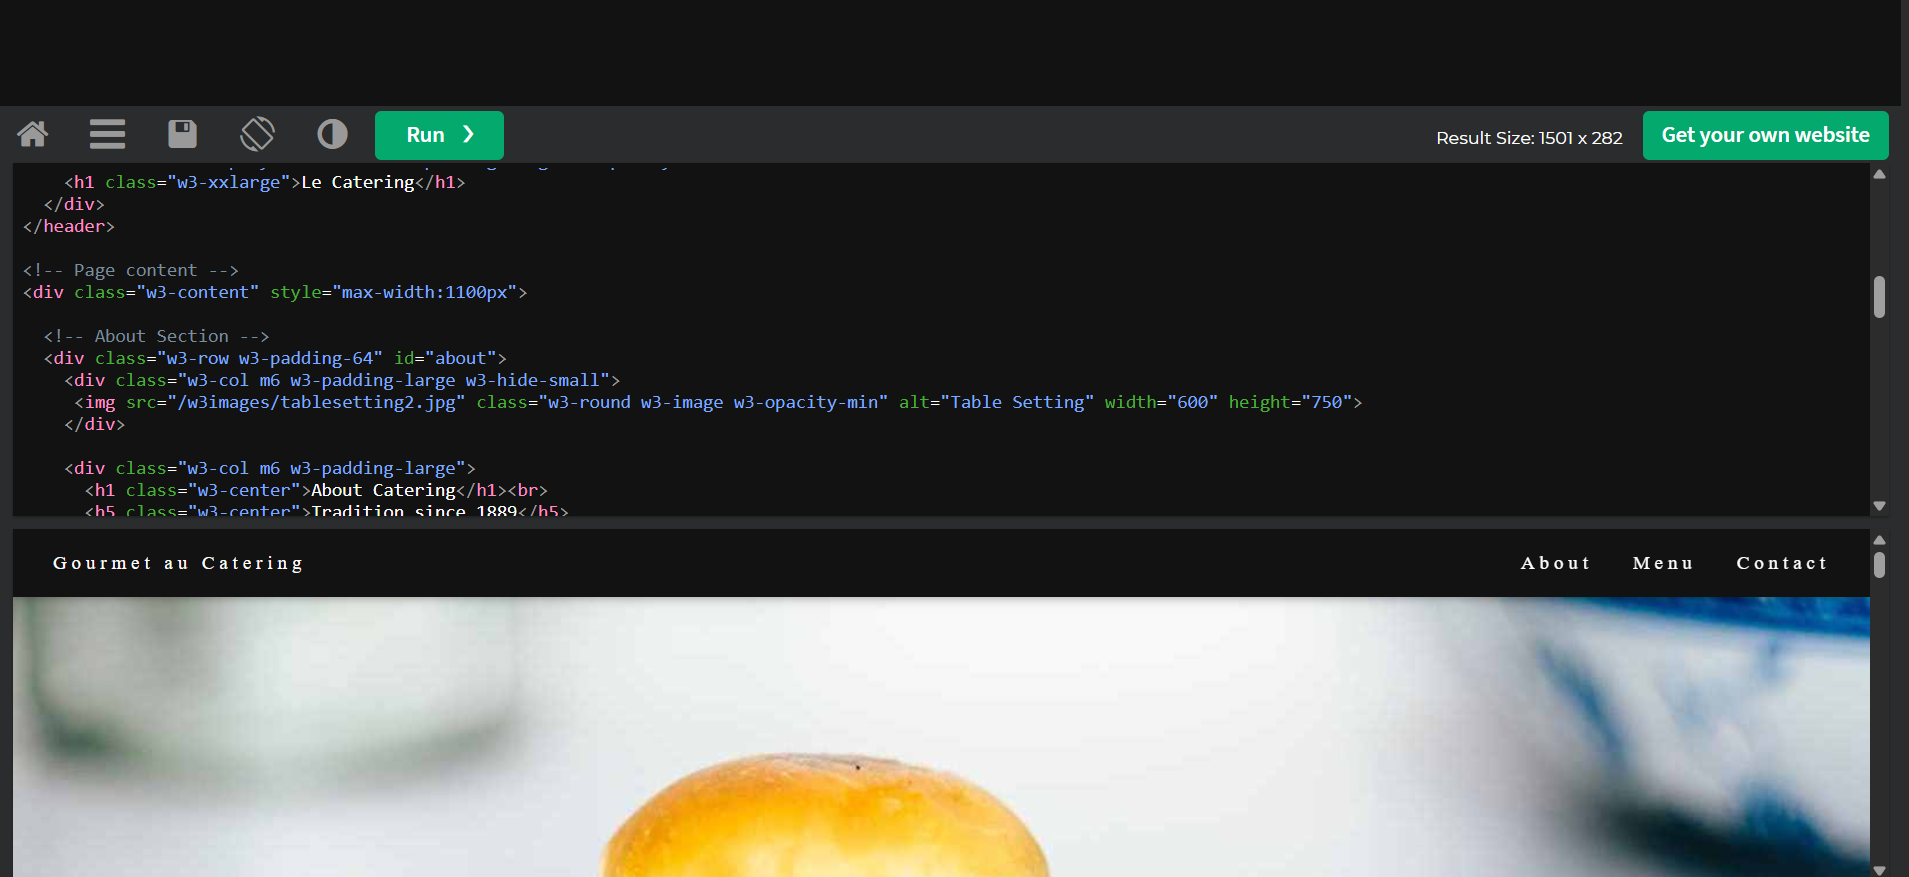 Run ❯
Result Size: 1501 x 282
Get your own website
<h1 class="w3-xxlarge">Le Catering</h1>
</div>
</header>
<!-- Page content -->
<div class="w3-content" style="max-width:1100px">
<!-- About Section -->
<div class="w3-row w3-padding-64" id="about">
<div class="w3-col m6 w3-padding-large w3-hide-small">
<img src="/w3images/tablesetting2.jpg" class="w3-round w3-image w3-opacity-min" alt="Table Setting" width="600" height="750">
</div>
<div class="w3-col m6 w3-padding-large">
<h1 class="w3-center">About Catering</h1><br>
<h5 class="w3-center">Tradition since 1889</h5>
Gourmet au Catering
About Menu Contact